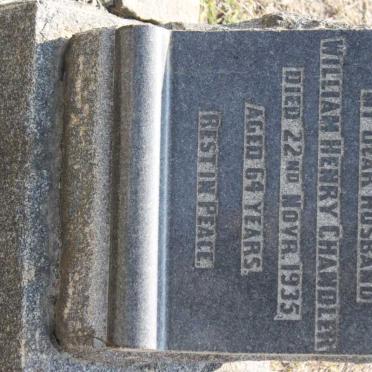 DEAR HUSBAND
WILLIAM HENRY CHANDLER
DIED 22ND NOVR. 1935,
AGED 64 YEARS.
REST IN PEACE.